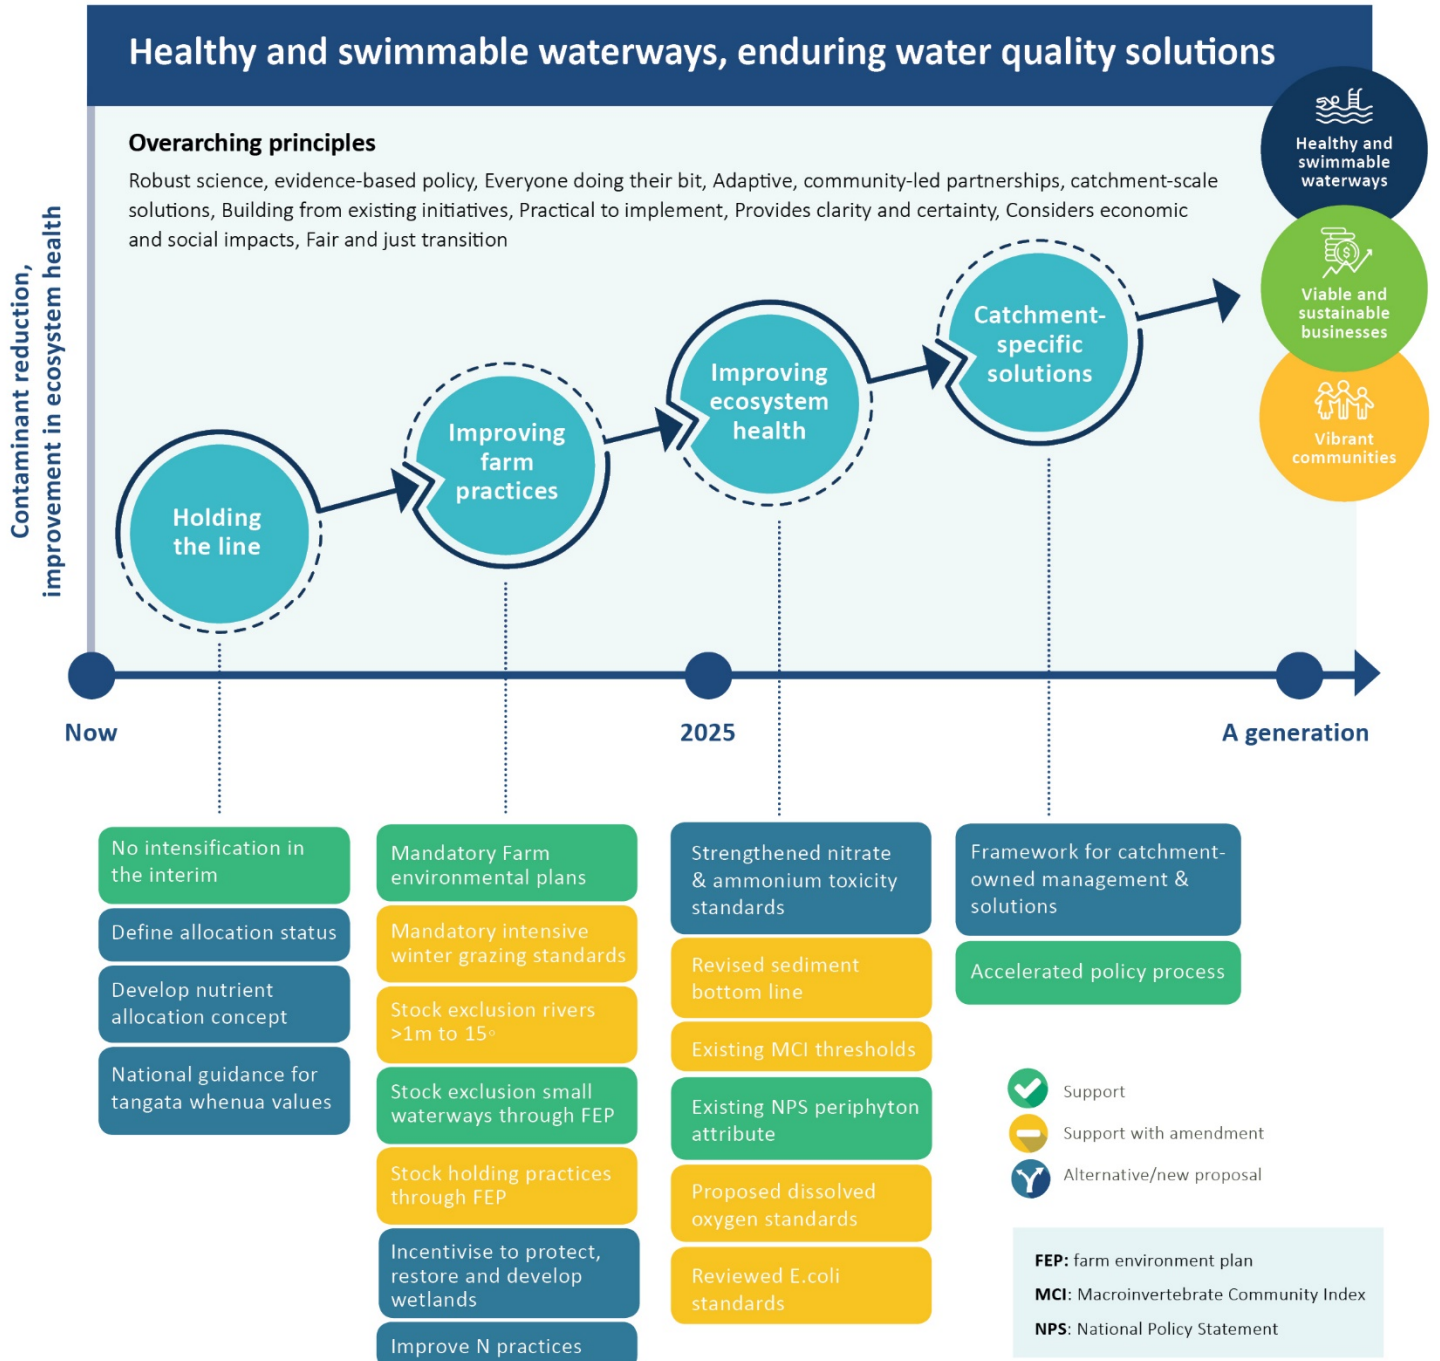 Healthy and swimmable waterways, enduring water quality solutions
Overarching principles
Robust science, evidence-based policy, Everyone doing their bit, Adaptive, community-led partnerships, catchment-scale
solutions, Building from existing initiatives, Practical to implement, Provides clarity and certainty, Considers economic
and social impacts, Fair and just transition
Healthy and
swimmable
waterways
Viable and
sustainable
businesses
Vibrant
communities
Contaminant reduction,
improvement in ecosystem health
Holding
the line
Improving
farm
practices
Improving
ecosystem
health
Catchment-
specific
solutions
Now
2025
A generation
No intensification in
the interim
Define allocation status
Develop nutrient
allocation concept
National guidance for
tangata whenua values
Mandatory Farm
environmental plans
Mandatory intensive
winter grazing standards
Stock exclusion rivers
>1m to 15°
Stock exclusion small
waterways through FEP
Stock holding practices
through FEP
Incentivise to protect,
restore and develop
wetlands
Improve N practices
Strengthened nitrate
& ammonium toxicity
standards
Revised sediment
bottom line
Existing MCI thresholds
Existing NPS periphyton
attribute
Proposed dissolved
oxygen standards
Reviewed E.coli
standards
Framework for catchment-
owned management &
solutions
Accelerated policy process
Support
Support with amendment
Alternative/new proposal
FEP: farm environment plan
MCI: Macroinvertebrate Community Index
NPS: National Policy Statement